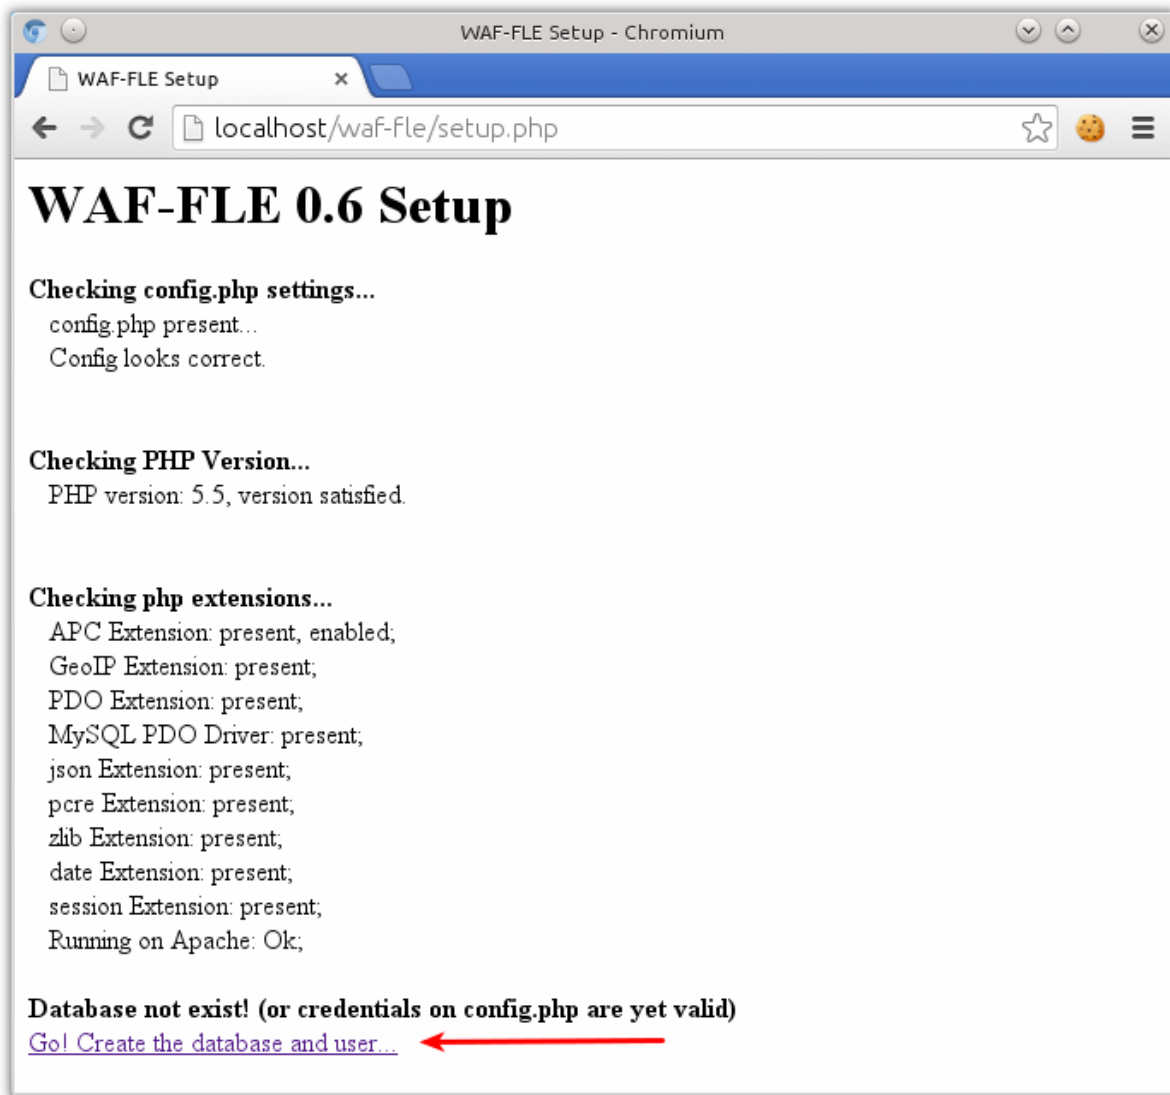 WAF-FLE Setup - Chromium
WAF-FLE Setup
localhost/waf-fle/setup.php
WAF-FLE 0.6 Setup
Checking config.php settings...
config.php present...
Config looks correct.
Checking PHP Version...
PHP version: 5.5, version satisfied.
Checking php extensions...
APC Extension: present, enabled;
GeoIP Extension: present;
PDO Extension: present;
MySQL PDO Driver: present;
json Extension: present;
pcre Extension: present;
zlib Extension: present;
date Extension: present;
session Extension: present;
Running on Apache: Ok;
Database not exist! (or credentials on config.php are yet valid)
Go! Create the database and user...